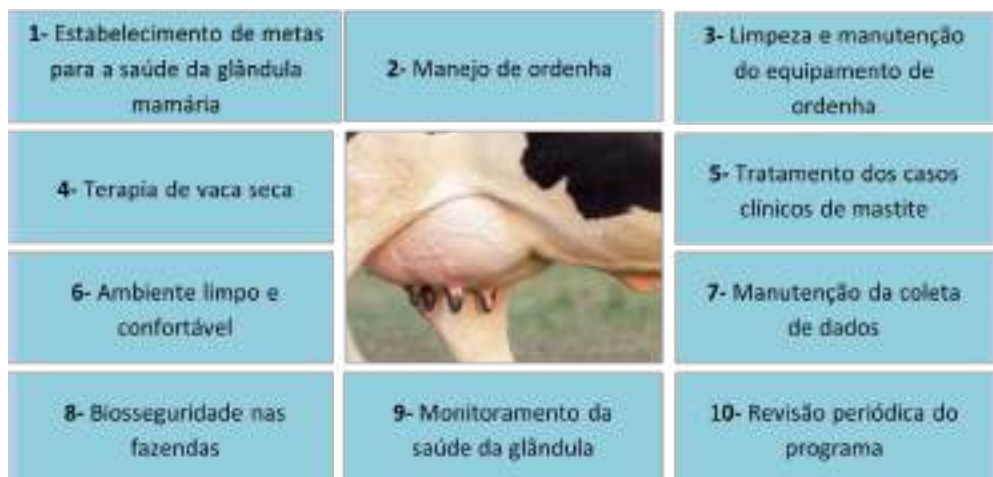 1- Estabelecimento de metas
para a saúde da glândula
mamária
2- Manejo de ordenha
3- Limpeza e manutenção
do equipamento de
ordenha
4- Terapia de vaca seca
5- Tratamento dos casos
clínicos de mastite
6- Ambiente limpo e
confortável
7- Manutenção da coleta
de dados
8- Biosseguridade nas
fazendas
9- Monitoramento da
saúde da glândula
10- Revisão periódica do
programa